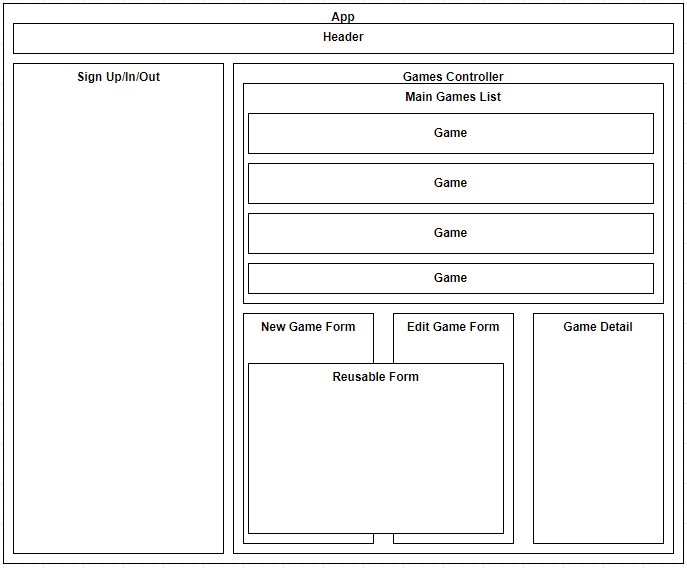 App
Header
Sign Up/In/Out
Games Controller
Main Games List
Game
Game
Game
Game
New Game Form
Edit Game Form
Game Detail
Reusable Form